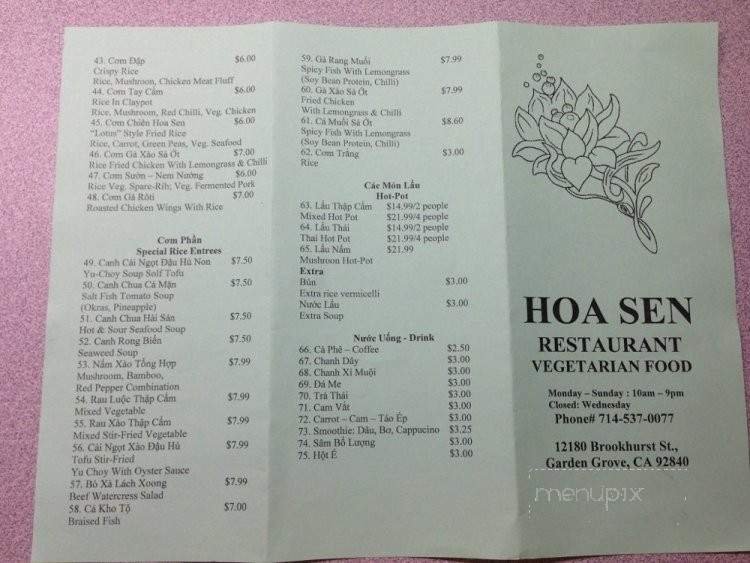 43. Cơm Đập $6.00
Crispy Rice
Rice, Mushroon, Chicken Meat Fluff
44. Cơm Tay Cầm $6.00
Rice In Claypot
Rice, Mushroom, Red Chilli, Veg. Chicken
45. Cơm Chiên Hoa Sen $6.00
"Lotus" Style Fried Rice
Rice, Carrot, Green Peas, Veg. Seafood
46. Cơm Gà Xào Sả Ớt $7.00
Rice Fried Chicken With Lemongrass & Chilli
47. Cơm Sườn – Nem Nướng $6.00
Rice Veg. Spare-Rib; Veg. Fermented Pork
48. Cơm Gà Rôti $7.00
Roasted Chicken Wings With Rice
Cơm Phần
Special Rice Entrees
49. Canh Cải Ngọt Đậu Hủ Non $7.50
Yu-Choy Soup Solf Tofu
50. Canh Chua Cá Mặn $7.50
Salt Fish Tomato Soup
(Okras, Pineapple)
51. Canh Chua Hải Sản $7.50
Hot & Sour Seafood Soup
52. Canh Rong Biển $7.50
Seaweed Soup
53. Nấm Xào Tổng Hợp $7.99
Mushroom, Bamboo,
Red Pepper Combination
54. Rau Luộc Thập Cẩm $7.99
Mixed Vegetable
55. Rau Xào Thập Cẩm $7.99
Mixed Stir-Fried Vegetable
56. Cải Ngọt Xào Đậu Hủ $7.99
Tofu Stir-Fried
Yu Choy With Oyster Sauce
57. Bò Xà Lách Xoong $7.99
Beef Watercress Salad
58. Cá Kho Tộ $7.00
Braised Fish
59. Gà Rang Muối $7.99
Spicy Fish With Lemongrass
(Soy Bean Protein, Chilli)
60. Gà Xào Sả Ớt $7.99
Fried Chicken
With Lemongrass & Chilli
61. Cá Muối Sả Ớt $8.60
Spicy Fish With Lemongrass
(Soy Bean Protein, Chilli)
62. Cơm Trắng $3.00
Rice
Các Món Lẩu
Hot-Pot
63. Lẩu Thập Cẩm $14.99/2 people
Mixed Hot Pot $21.99/4 people
64. Lẩu Thái $14.99/2 people
Thai Hot Pot $21.99/4 people
65. Lẩu Nấm $21.99
Mushroom Hot-Pot
Extra
Bún $3.00
Extra rice vermicelli
Nước Lẩu $3.00
Extra Soup
Nước Uống - Drink
66. Cà Phê – Coffee $2.50
67. Chanh Dây $3.00
68. Chanh Xí Muội $3.00
69. Đá Me $3.00
70. Trà Thái $3.00
71. Cam Vắt $3.00
72. Carrot – Cam – Táo Ép $3.00
73. Smoothie: Dâu, Bơ, Cappucino $3.25
74. Sâm Bổ Lượng $3.00
75. Hột É $3.00
HOA SEN
RESTAURANT
VEGETARIAN FOOD
Monday – Sunday : 10am – 9pm
Closed: Wednesday
Phone# 714-537-0077
12180 Brookhurst St.,
Garden Grove, CA 92840
menupix